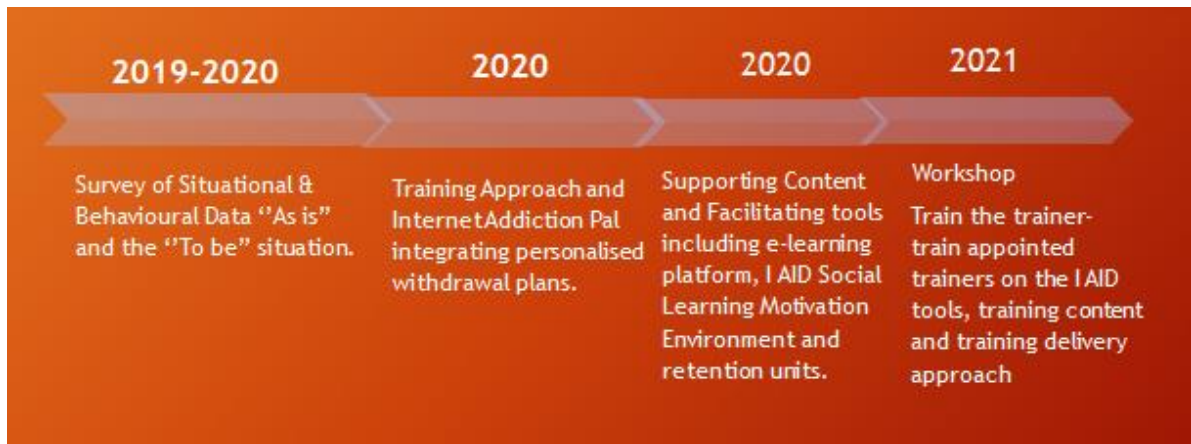 2019-2020
Survey of Situational &
Behavioural Data ‘’As is”
and the ‘’To be” situation.
2020
Training Approach and
Internet Addiction Pal
integrating personalised
withdrawal plans.
2020
Supporting Content
and Facilitating tools
including e-learning
platform, I AID Social
Learning Motivation
Environment and
retention units.
2021
Workshop
Train the trainer-
train appointed
trainers on the I AID
tools, training content
and training delivery
approach